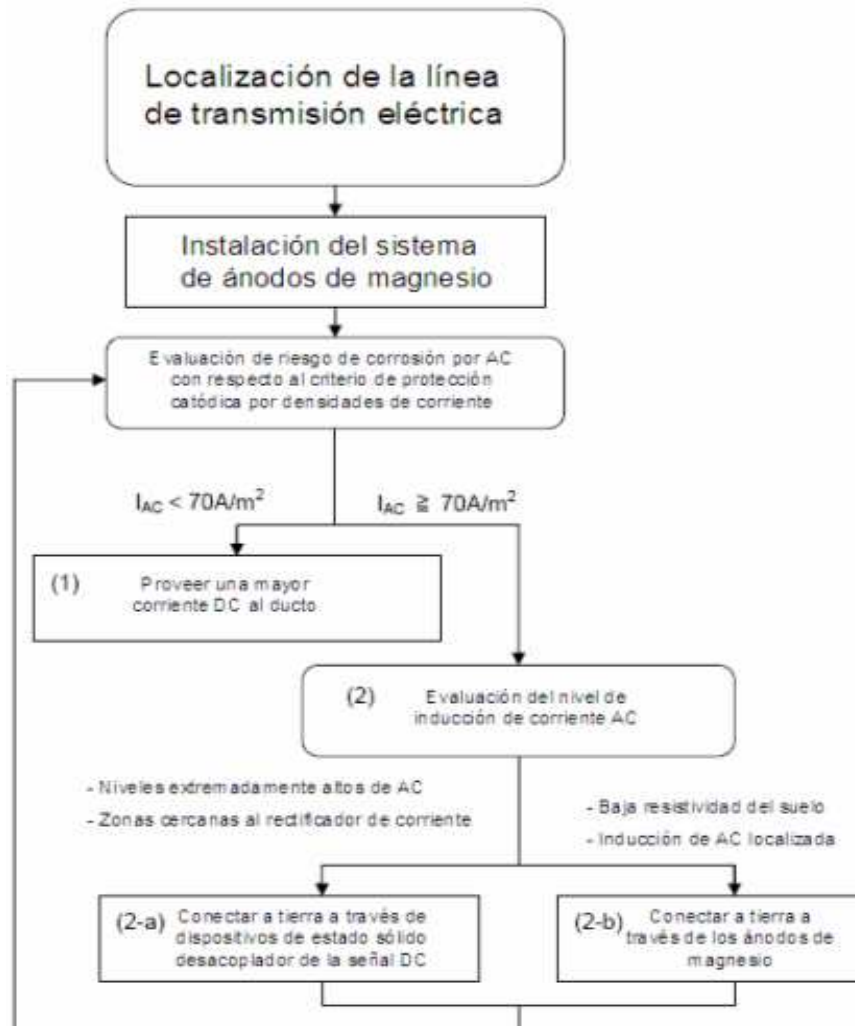 Localización de la línea
de transmisión eléctrica
Instalación del sistema
de ánodos de magnesio
Evaluación de riesgo de corrosión por AC
con respecto al criterio de protección
catódica por densidades de corriente
I_AC < 70A/m²
I_AC ≧ 70A/m²
(1) Proveer una mayor
corriente DC al ducto
(2) Evaluación del nivel de
inducción de corriente AC
- Niveles extremadamente altos de AC
- Zonas cercanas al rectificador de corriente
- Baja resistividad del suelo
- Inducción de AC localizada
(2-a) Conectar a tierra a través de
dispositivos de estado sólido
desacoplador de la señal DC
(2-b) Conectar a tierra a
través de los ánodos de
magnesio